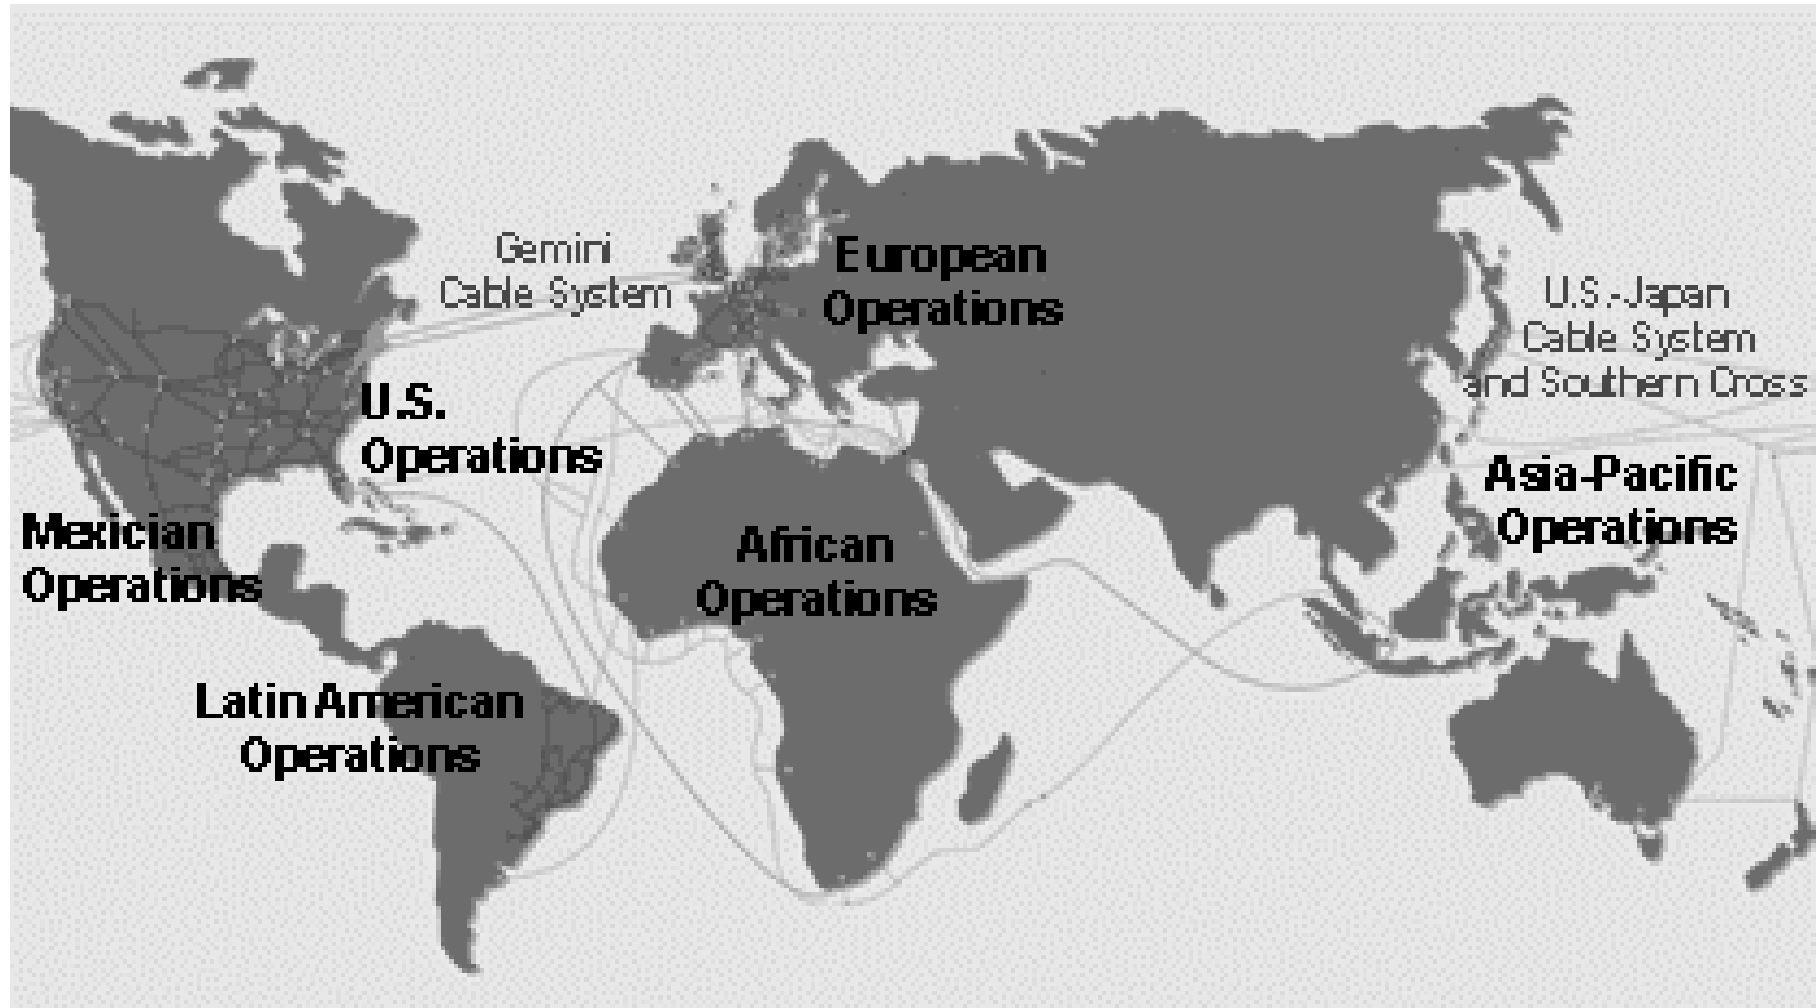 Gemini
Cable System
European
Operations
U.S.-Japan
Cable System
and Southern Cross
U.S.
Operations
Asia-Pacific
Operations
Mexician
Operations
African
Operations
Latin American
Operations